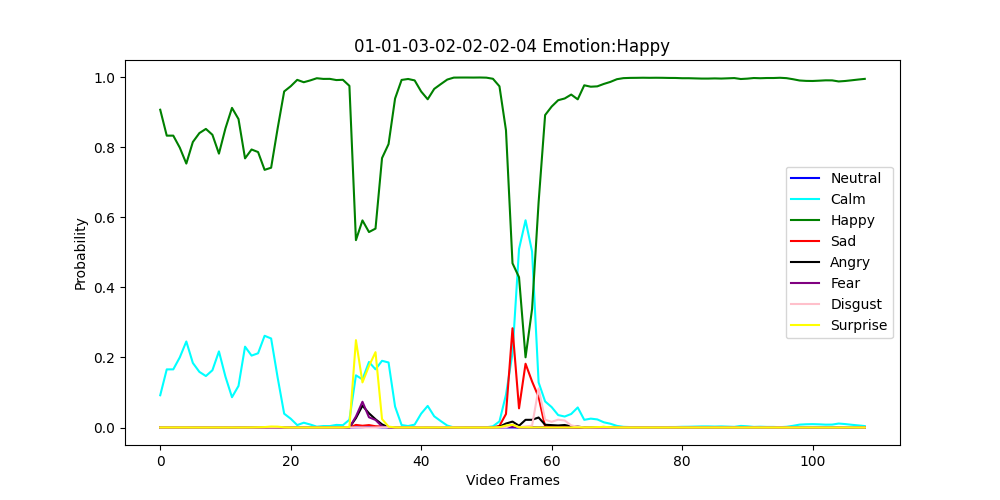 01-01-03-02-02-02-04 Emotion:Happy
Probability
1.0
0.8
0.6
0.4
0.2
0.0
Neutral
Calm
Happy
Sad
Angry
Fear
Disgust
Surprise
0 20 40 60 80 100
Video Frames